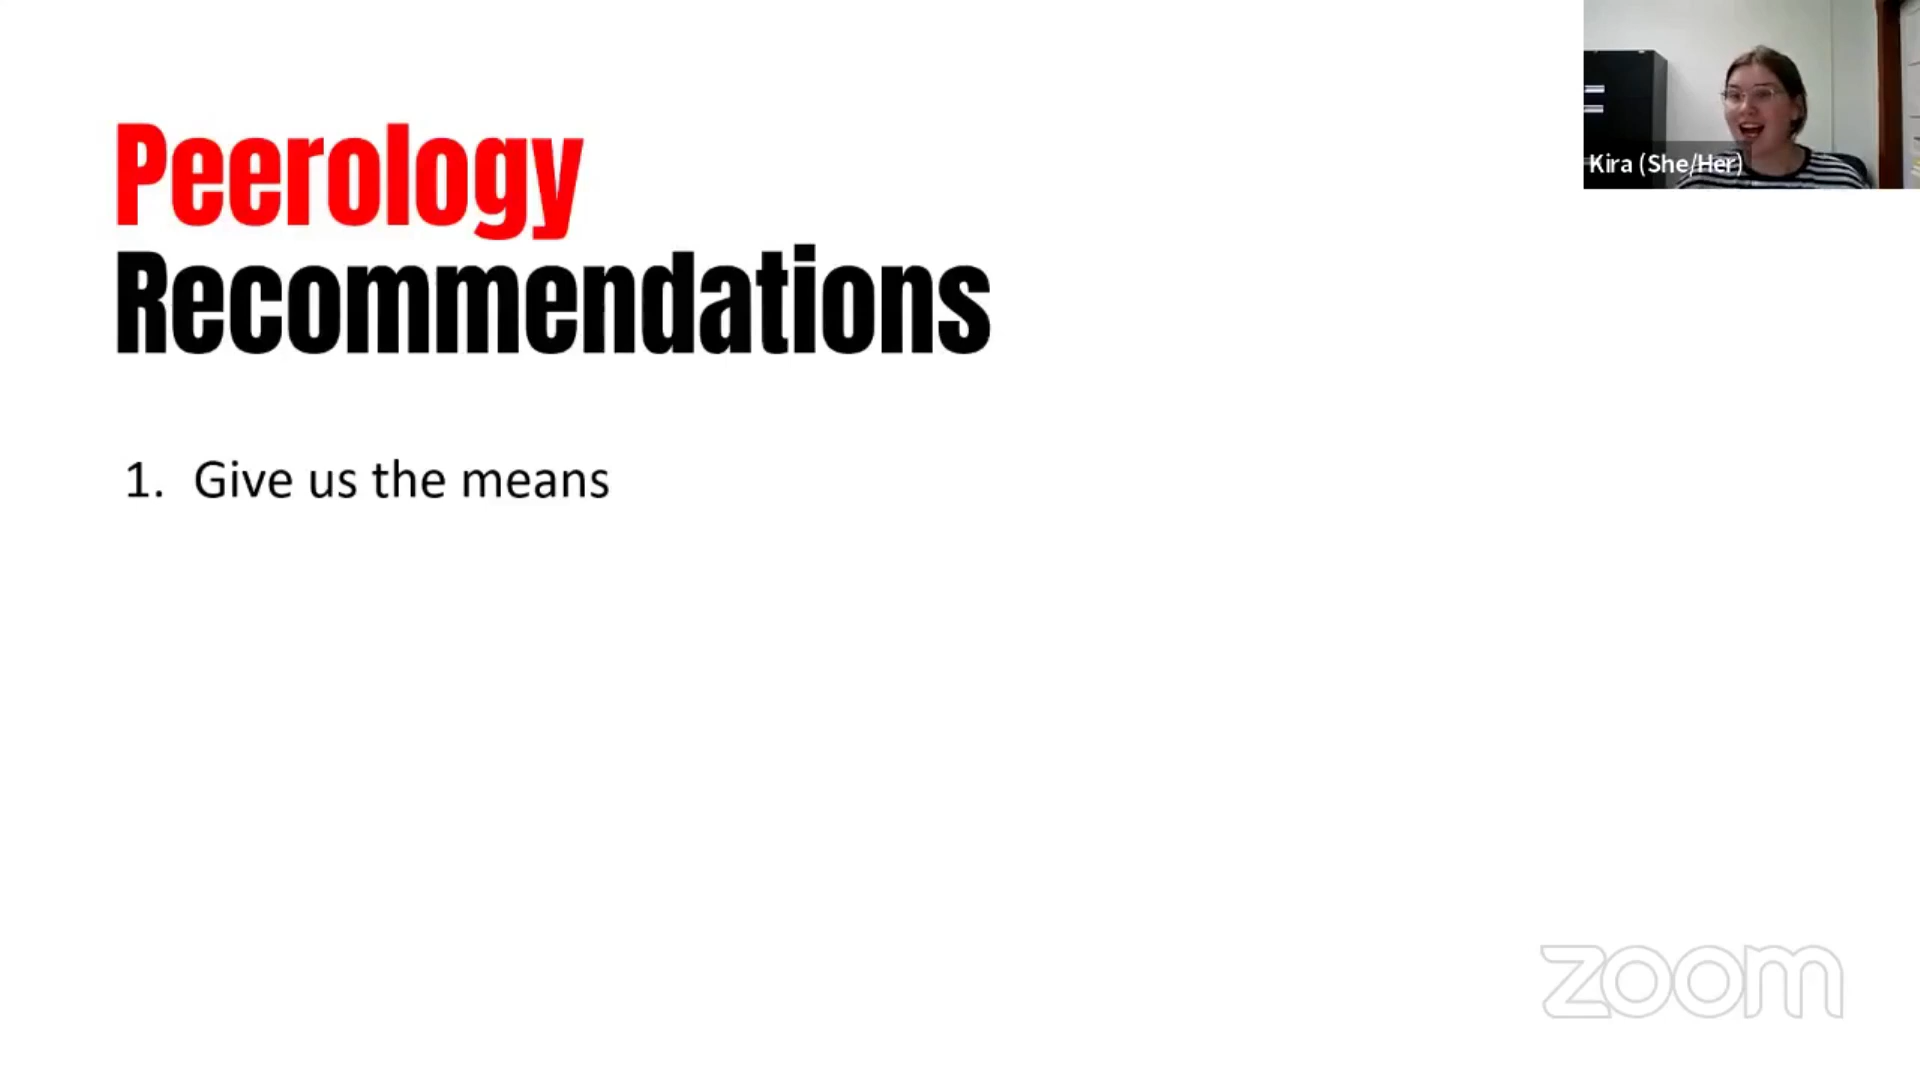 Peerology
Recommendations
1. Give us the means
Kira (She/Her)
zoom